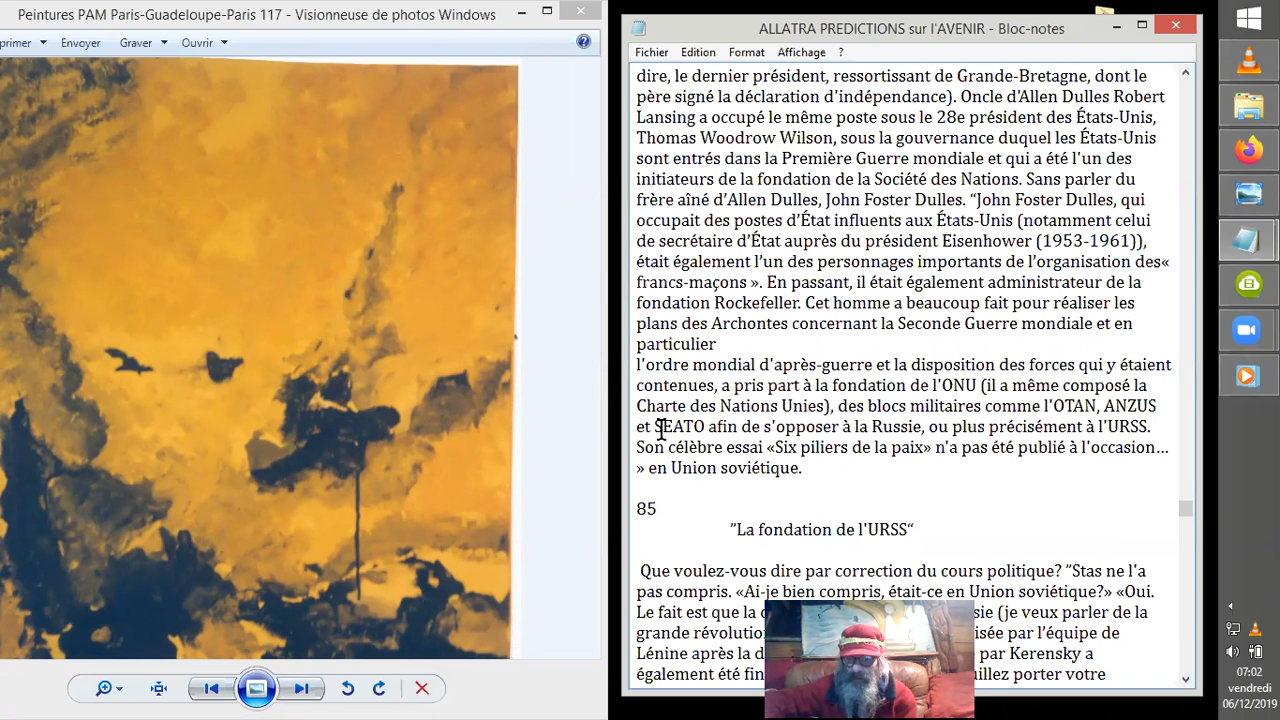 Peintures PAM Paris-Guadeloupe-Paris 117 - Visionneuse de photos Windows
primer Envoyer Graver Ouvrir
ALLATRA PREDICTIONS sur l'AVENIR - Bloc-notes
Fichier Edition Format Affichage ?
dire, le dernier président, ressortissant de Grande-Bretagne, dont le
père signé la déclaration d'indépendance). Oncle d'Allen Dulles Robert
Lansing a occupé le même poste sous le 28e président des États-Unis,
Thomas Woodrow Wilson, sous la gouvernance duquel les États-Unis
sont entrés dans la Première Guerre mondiale et qui a été l'un des
initiateurs de la fondation de la Société des Nations. Sans parler du
frère aîné d’Allen Dulles, John Foster Dulles. “John Foster Dulles, qui
occupait des postes d’État influents aux États-Unis (notamment celui
de secrétaire d’État auprès du président Eisenhower (1953-1961)),
était également l’un des personnages importants de l’organisation des«
francs-maçons ». En passant, il était également administrateur de la
fondation Rockefeller. Cet homme a beaucoup fait pour réaliser les
plans des Archontes concernant la Seconde Guerre mondiale et en
particulier
l'ordre mondial d'après-guerre et la disposition des forces qui y étaient
contenues, a pris part à la fondation de l'ONU (il a même composé la
Charte des Nations Unies), des blocs militaires comme l'OTAN, ANZUS
et SEATO afin de s'opposer à la Russie, ou plus précisément à l'URSS.
Son célèbre essai «Six piliers de la paix» n'a pas été publié à l'occasion…
» en Union soviétique.
85
”La fondation de l'URSS“
Que voulez-vous dire par correction du cours politique? ”Stas ne l'a
pas compris. «Ai-je bien compris, était-ce en Union soviétique?» «Oui.
Le fait est que la sie (je veux parler de la
grande révolution isée par l’équipe de
Lénine après la d par Kerensky a
également été fin uillez porter votre
07:02
vendredi
06/12/2019